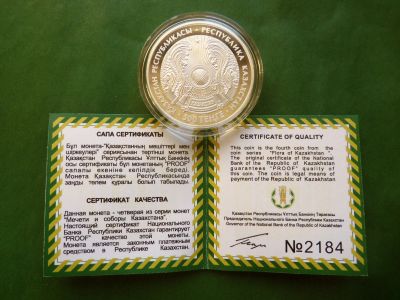 ҚАЗАҚСТАН РЕСПУБЛИКАСЫ • РЕСПУБЛИКА КАЗАХСТАН
500 ТЕҢГЕ
САПА СЕРТИФИКАТЫ
Бұл монета-"Қазақстанның мешіттері мен
шіркеулері" сериясынан төртінші монета.
Қазақстан Республикасы Ұлттық Банкінің
осы сертификаты бұл монетаның "PROOF"
сапалы екеніне кепілдік береді.
Монета Қазақстан Республикасында
заңды төлем құралы болып табылады.
СЕРТИФИКАТ КАЧЕСТВА
Данная монета - четвертая из серии монет
"Мечети и соборы Казахстана".
Настоящий сертификат Национального
Банка Республики Казахстан гарантирует
"PROOF" качество этой монеты.
Монета является законным платежным
средством в Республике Казахстан.
CERTIFICATE OF QUALITY
This coin is the fourth coin from the
coin series "Flora of Kazakhstan".
The original certificate of the National
Bank of the Republic of Kazakhstan
guarantees "PROOF" quality of this
coin. The coin is legal means of
payment of the Republic of Kazakhstan.
Қазақстан Республикасы Ұлттық Банкінің Төрағасы
Председатель Национального Банка Республики Казахстан
Governor of the National Bank of the Republic of Kazakhstan
№2184